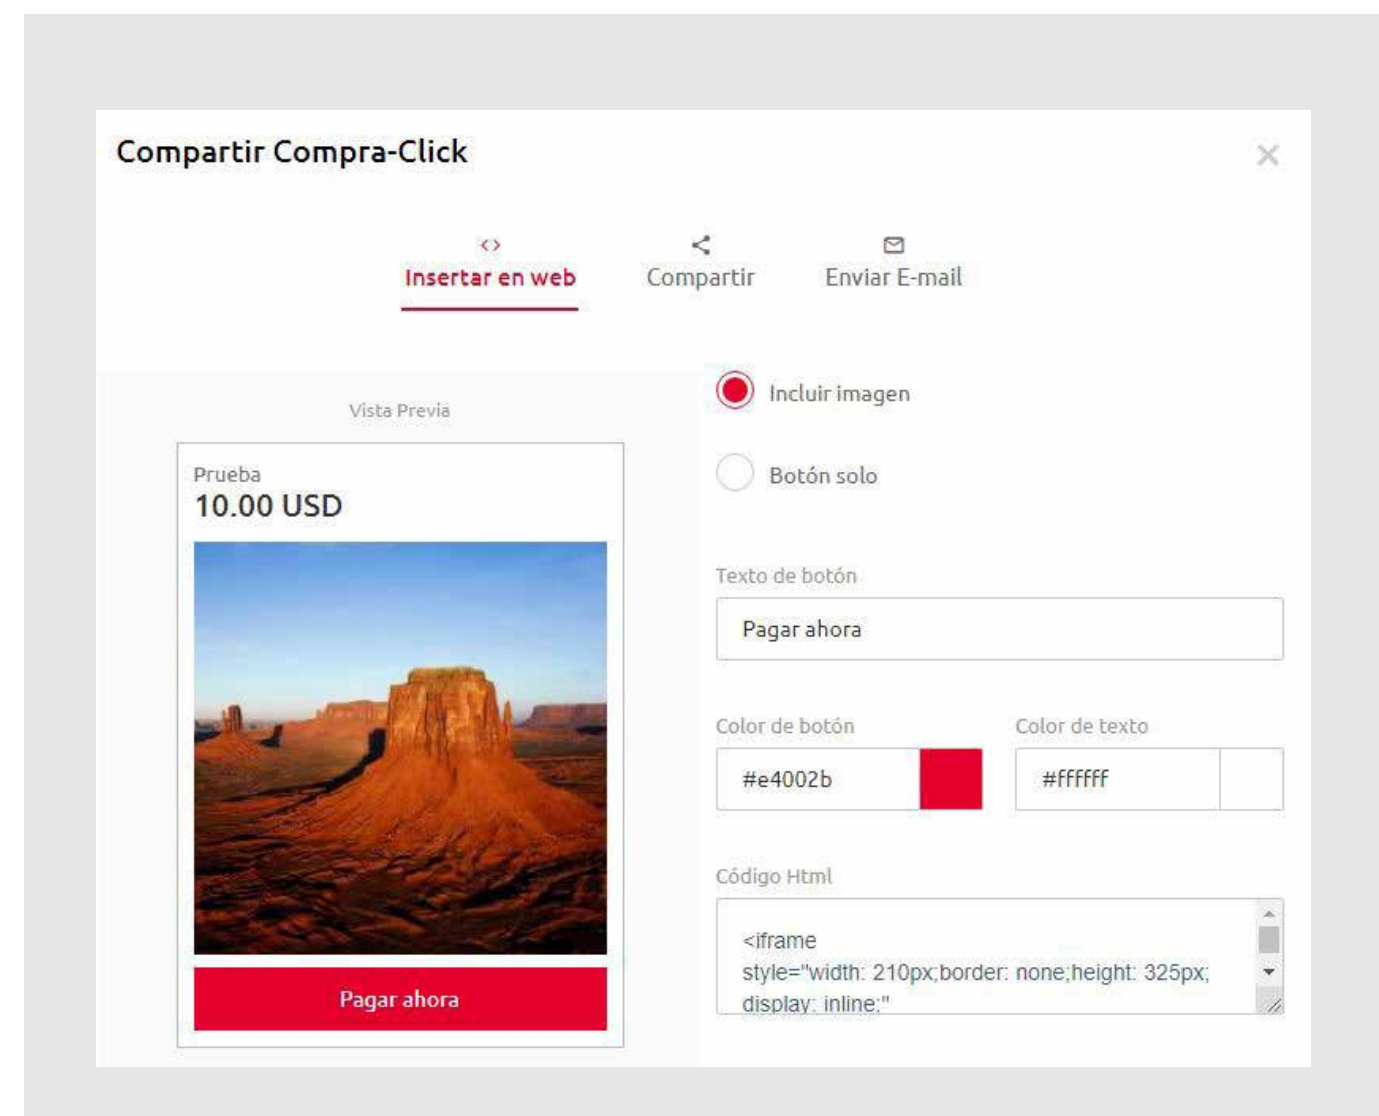 Compartir Compra-Click
Insertar en web
Compartir
Enviar E-mail
Vista Previa
Prueba
10.00 USD
Pagar ahora
Incluir imagen
Botón solo
Texto de botón
Pagar ahora
Color de botón
Color de texto
#e4002b
#ffffff
Código Html
<iframe
style="width: 210px;border: none;height: 325px;
display: inline;"